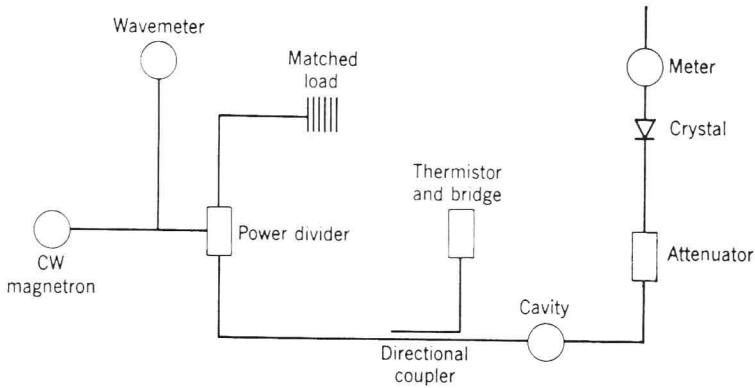 Wavemeter
Matched
load
Meter
Crystal
Thermistor
and bridge
Power divider
Attenuator
CW
magnetron
Cavity
Directional
coupler